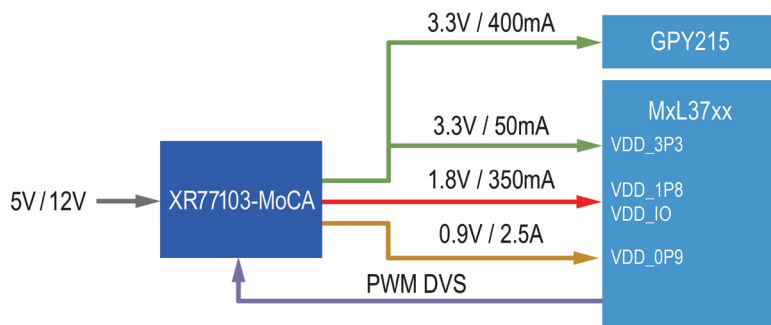 3.3V / 400mA
GPY215
MxL37xx
3.3V / 50mA
VDD_3P3
5V / 12V
XR77103-MoCA
1.8V / 350mA
VDD_1P8
VDD_IO
0.9V / 2.5A
VDD_0P9
PWM DVS